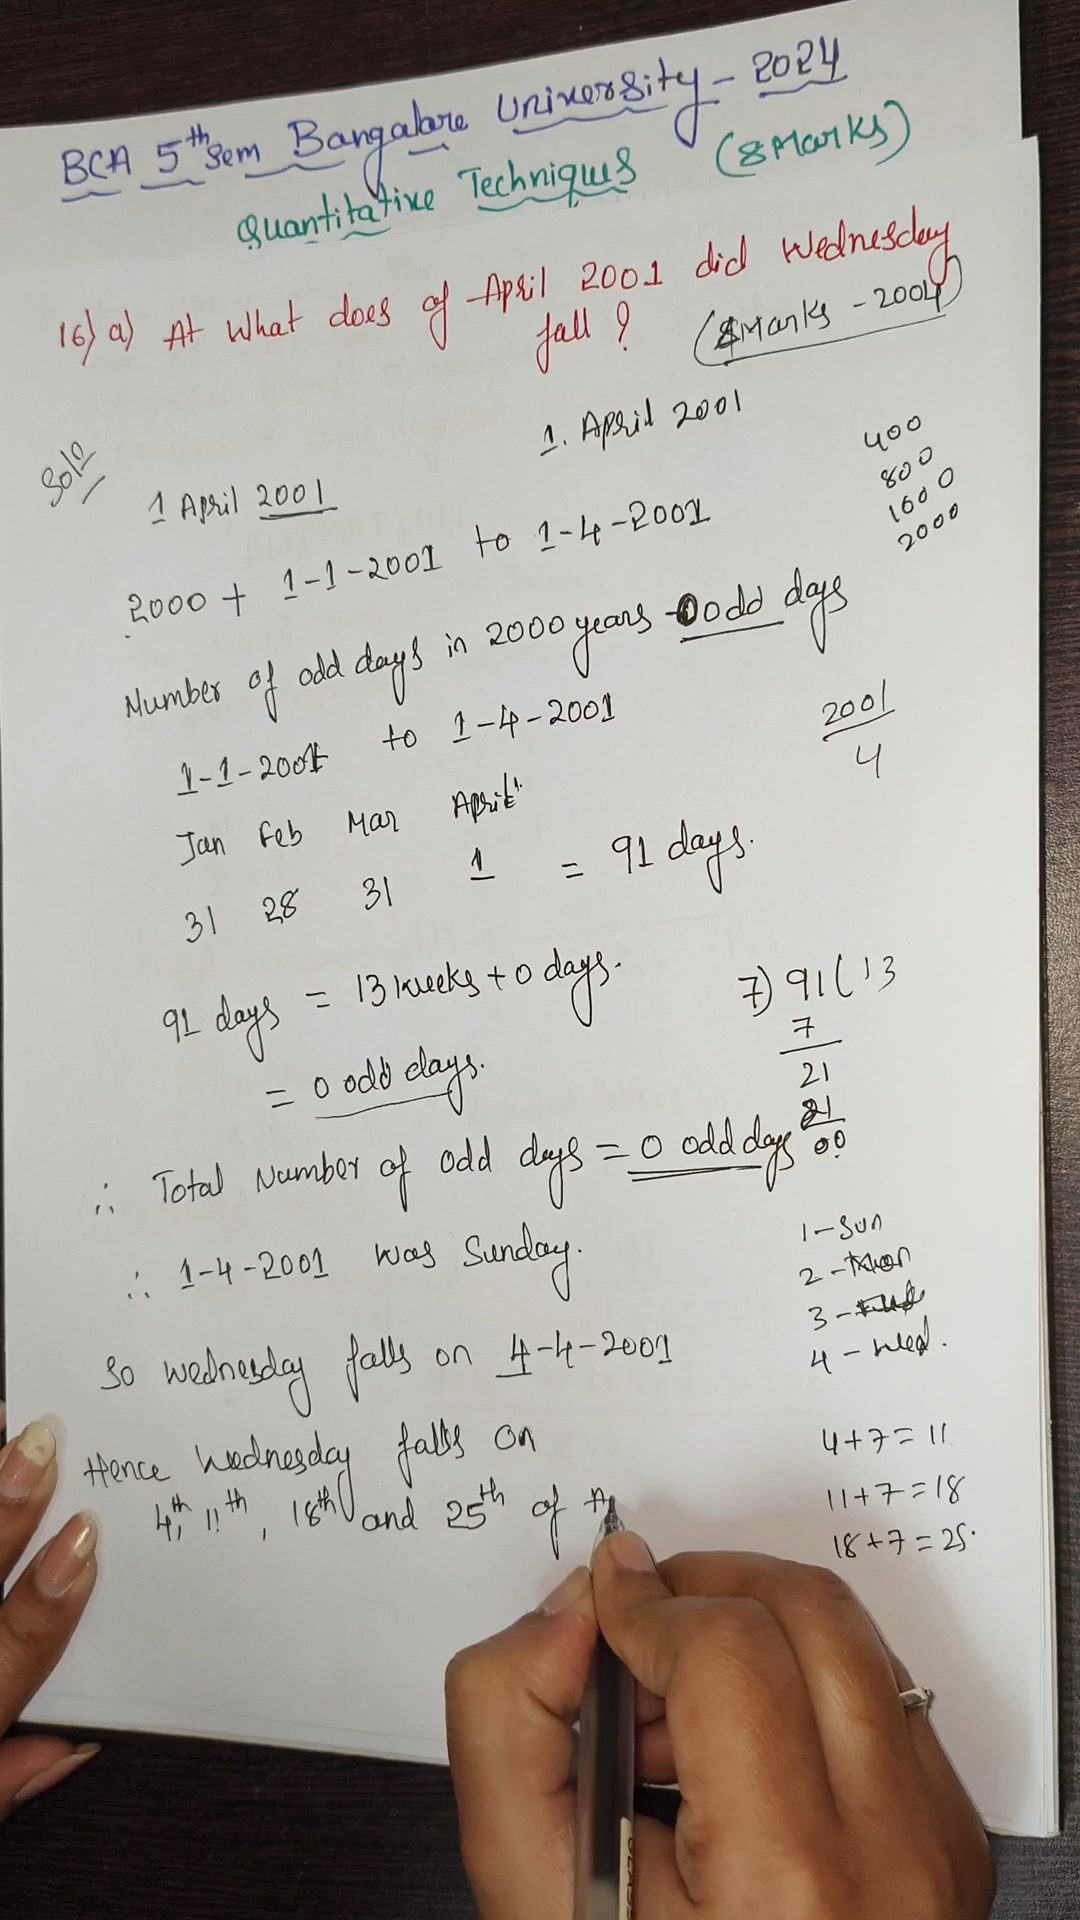 BCA 5th sem Bangalore University - 2024
Quantitative Techniques (8 Marks)
16) a) At what does of April 2001 did Wednesday
fall ?
(8 Marks - 2004)
Soln
1. April 2001
1 April 2001
400
800
1600
2000
2000 + 1-1-2001 to 1-4-2001
Number of odd days in 2000 years - 0 odd days
1-1-2001 to 1-4-2001
2001
4
Jan Feb Mar April
31 28 31 1 = 91 days.
91 days = 13 weeks + 0 days.
7) 91 ( 13
7
21
21
00
= 0 odd days.
∴ Total Number of odd days = 0 odd days
∴ 1-4-2001 was Sunday.
1 - Sun
2 - Mon
3 - Tue
4 - Wed.
So Wednesday falls on 4-4-2001
Hence Wednesday falls on
4th, 11th, 18th and 25th of A
4+7=11
11+7=18
18+7=25.